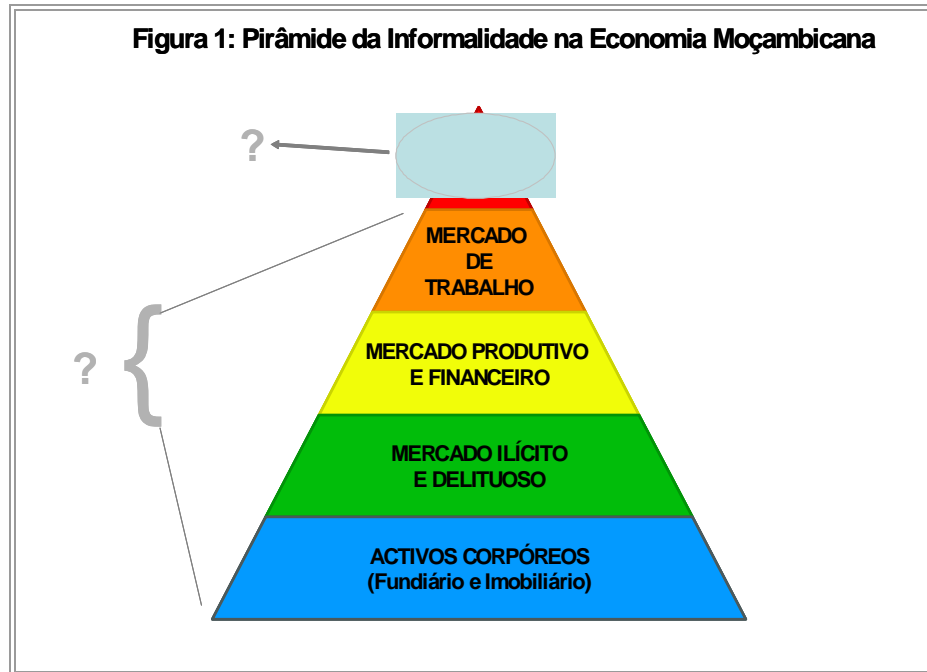 Figura 1: Pirâmide da Informalidade na Economia Moçambicana
?
MERCADO
DE
TRABALHO
?
MERCADO PRODUTIVO
E FINANCEIRO
MERCADO ILÍCITO
E DELITUOSO
ACTIVOS CORPÓREOS
(Fundiário e Imobiliário)